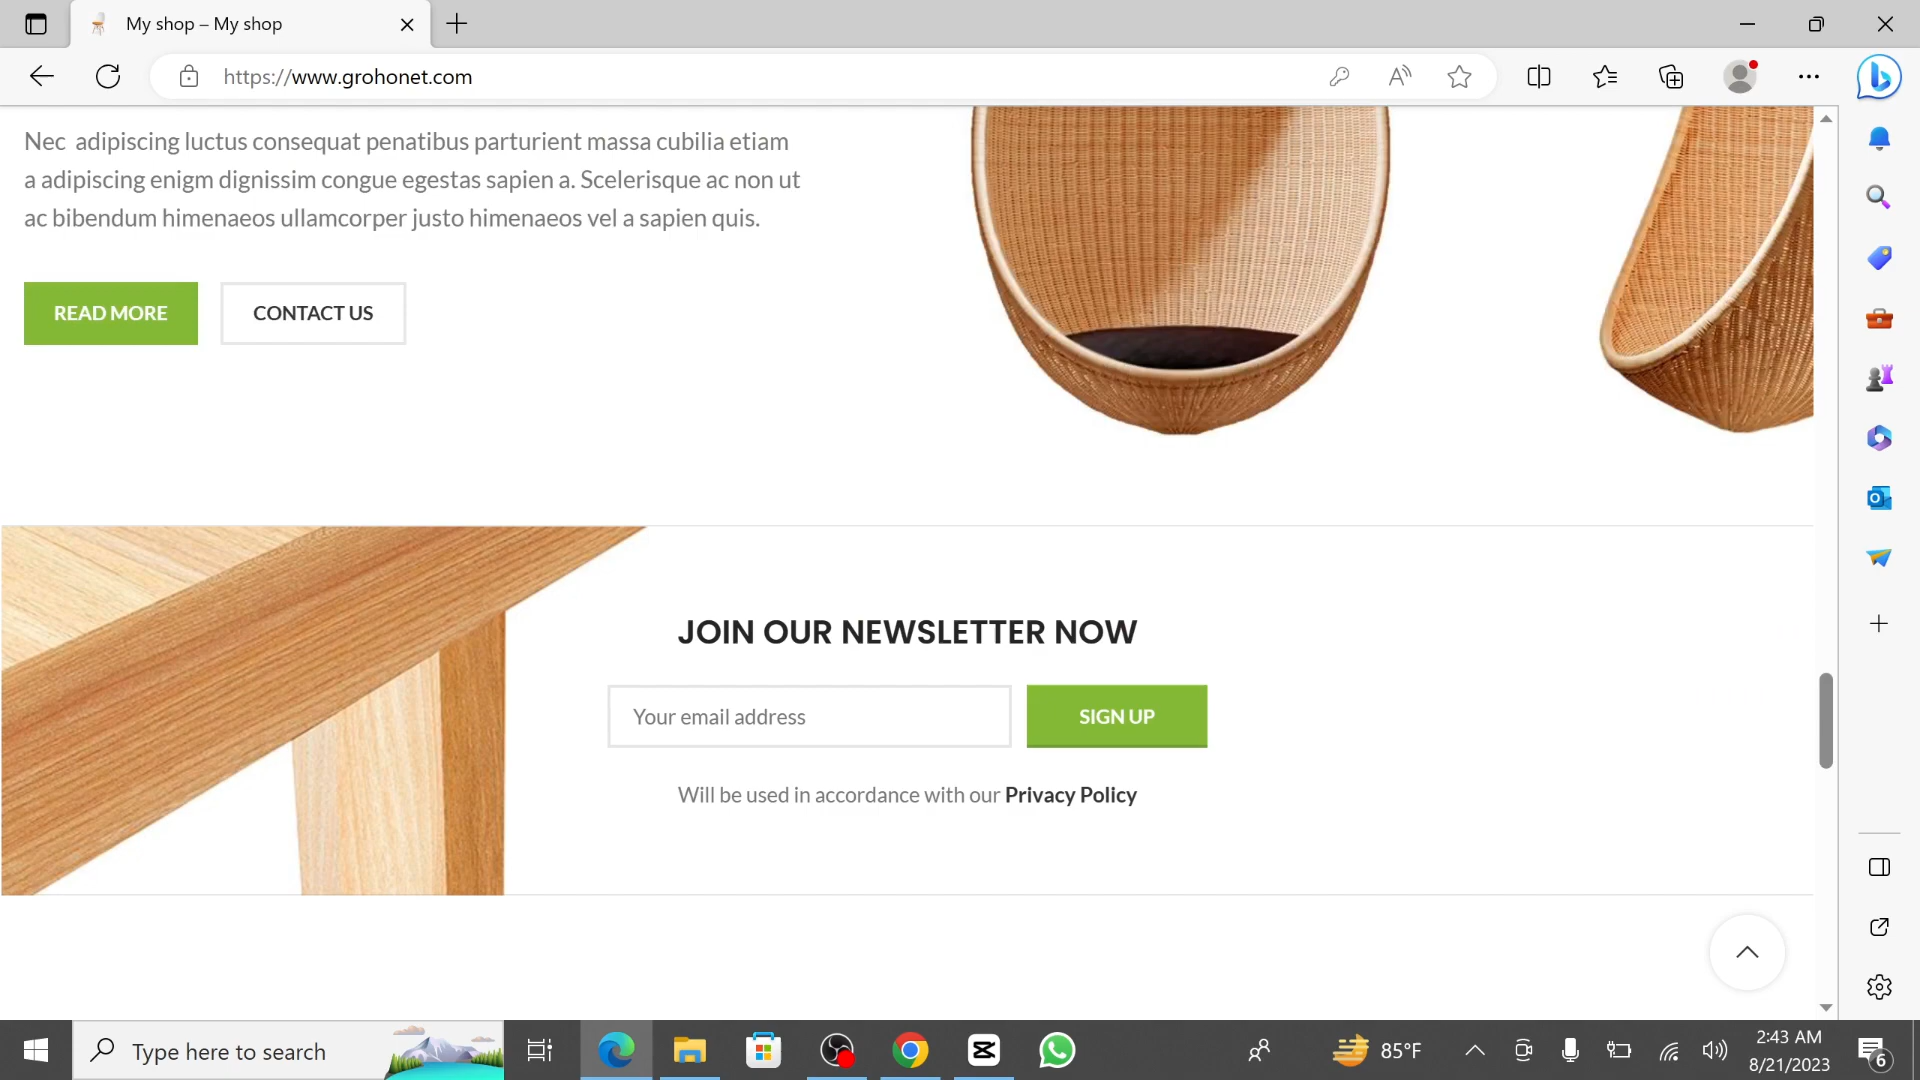 My shop – My shop
https://www.grohonet.com
Nec adipiscing luctus consequat penatibus parturient massa cubilia etiam
a adipiscing enigm dignissim congue egestas sapien a. Scelerisque ac non ut
ac bibendum himenaeos ullamcorper justo himenaeos vel a sapien quis.
READ MORE
CONTACT US
JOIN OUR NEWSLETTER NOW
Your email address
SIGN UP
Will be used in accordance with our Privacy Policy
Type here to search
85°F
2:43 AM
8/21/2023
6